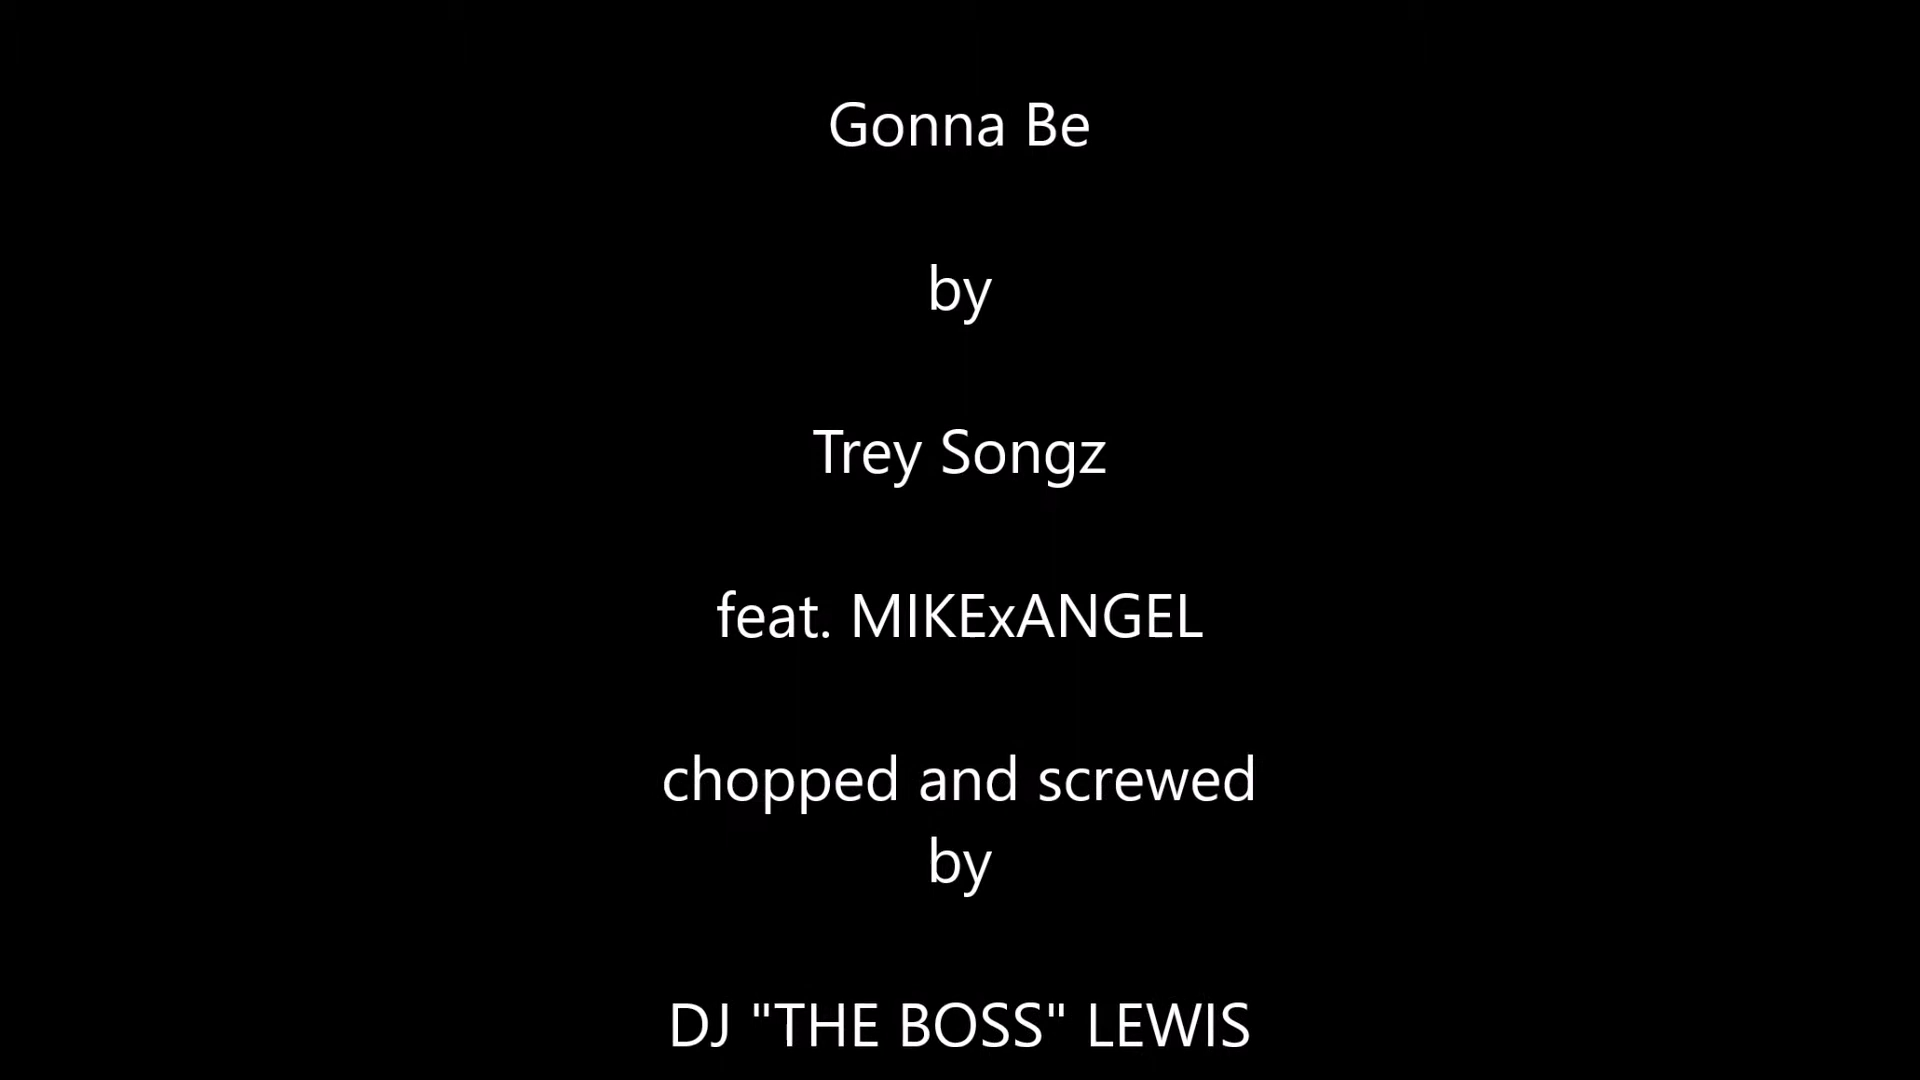 Gonna Be
by
Trey Songz
feat. MIKExANGEL
chopped and screwed
by
DJ "THE BOSS" LEWIS